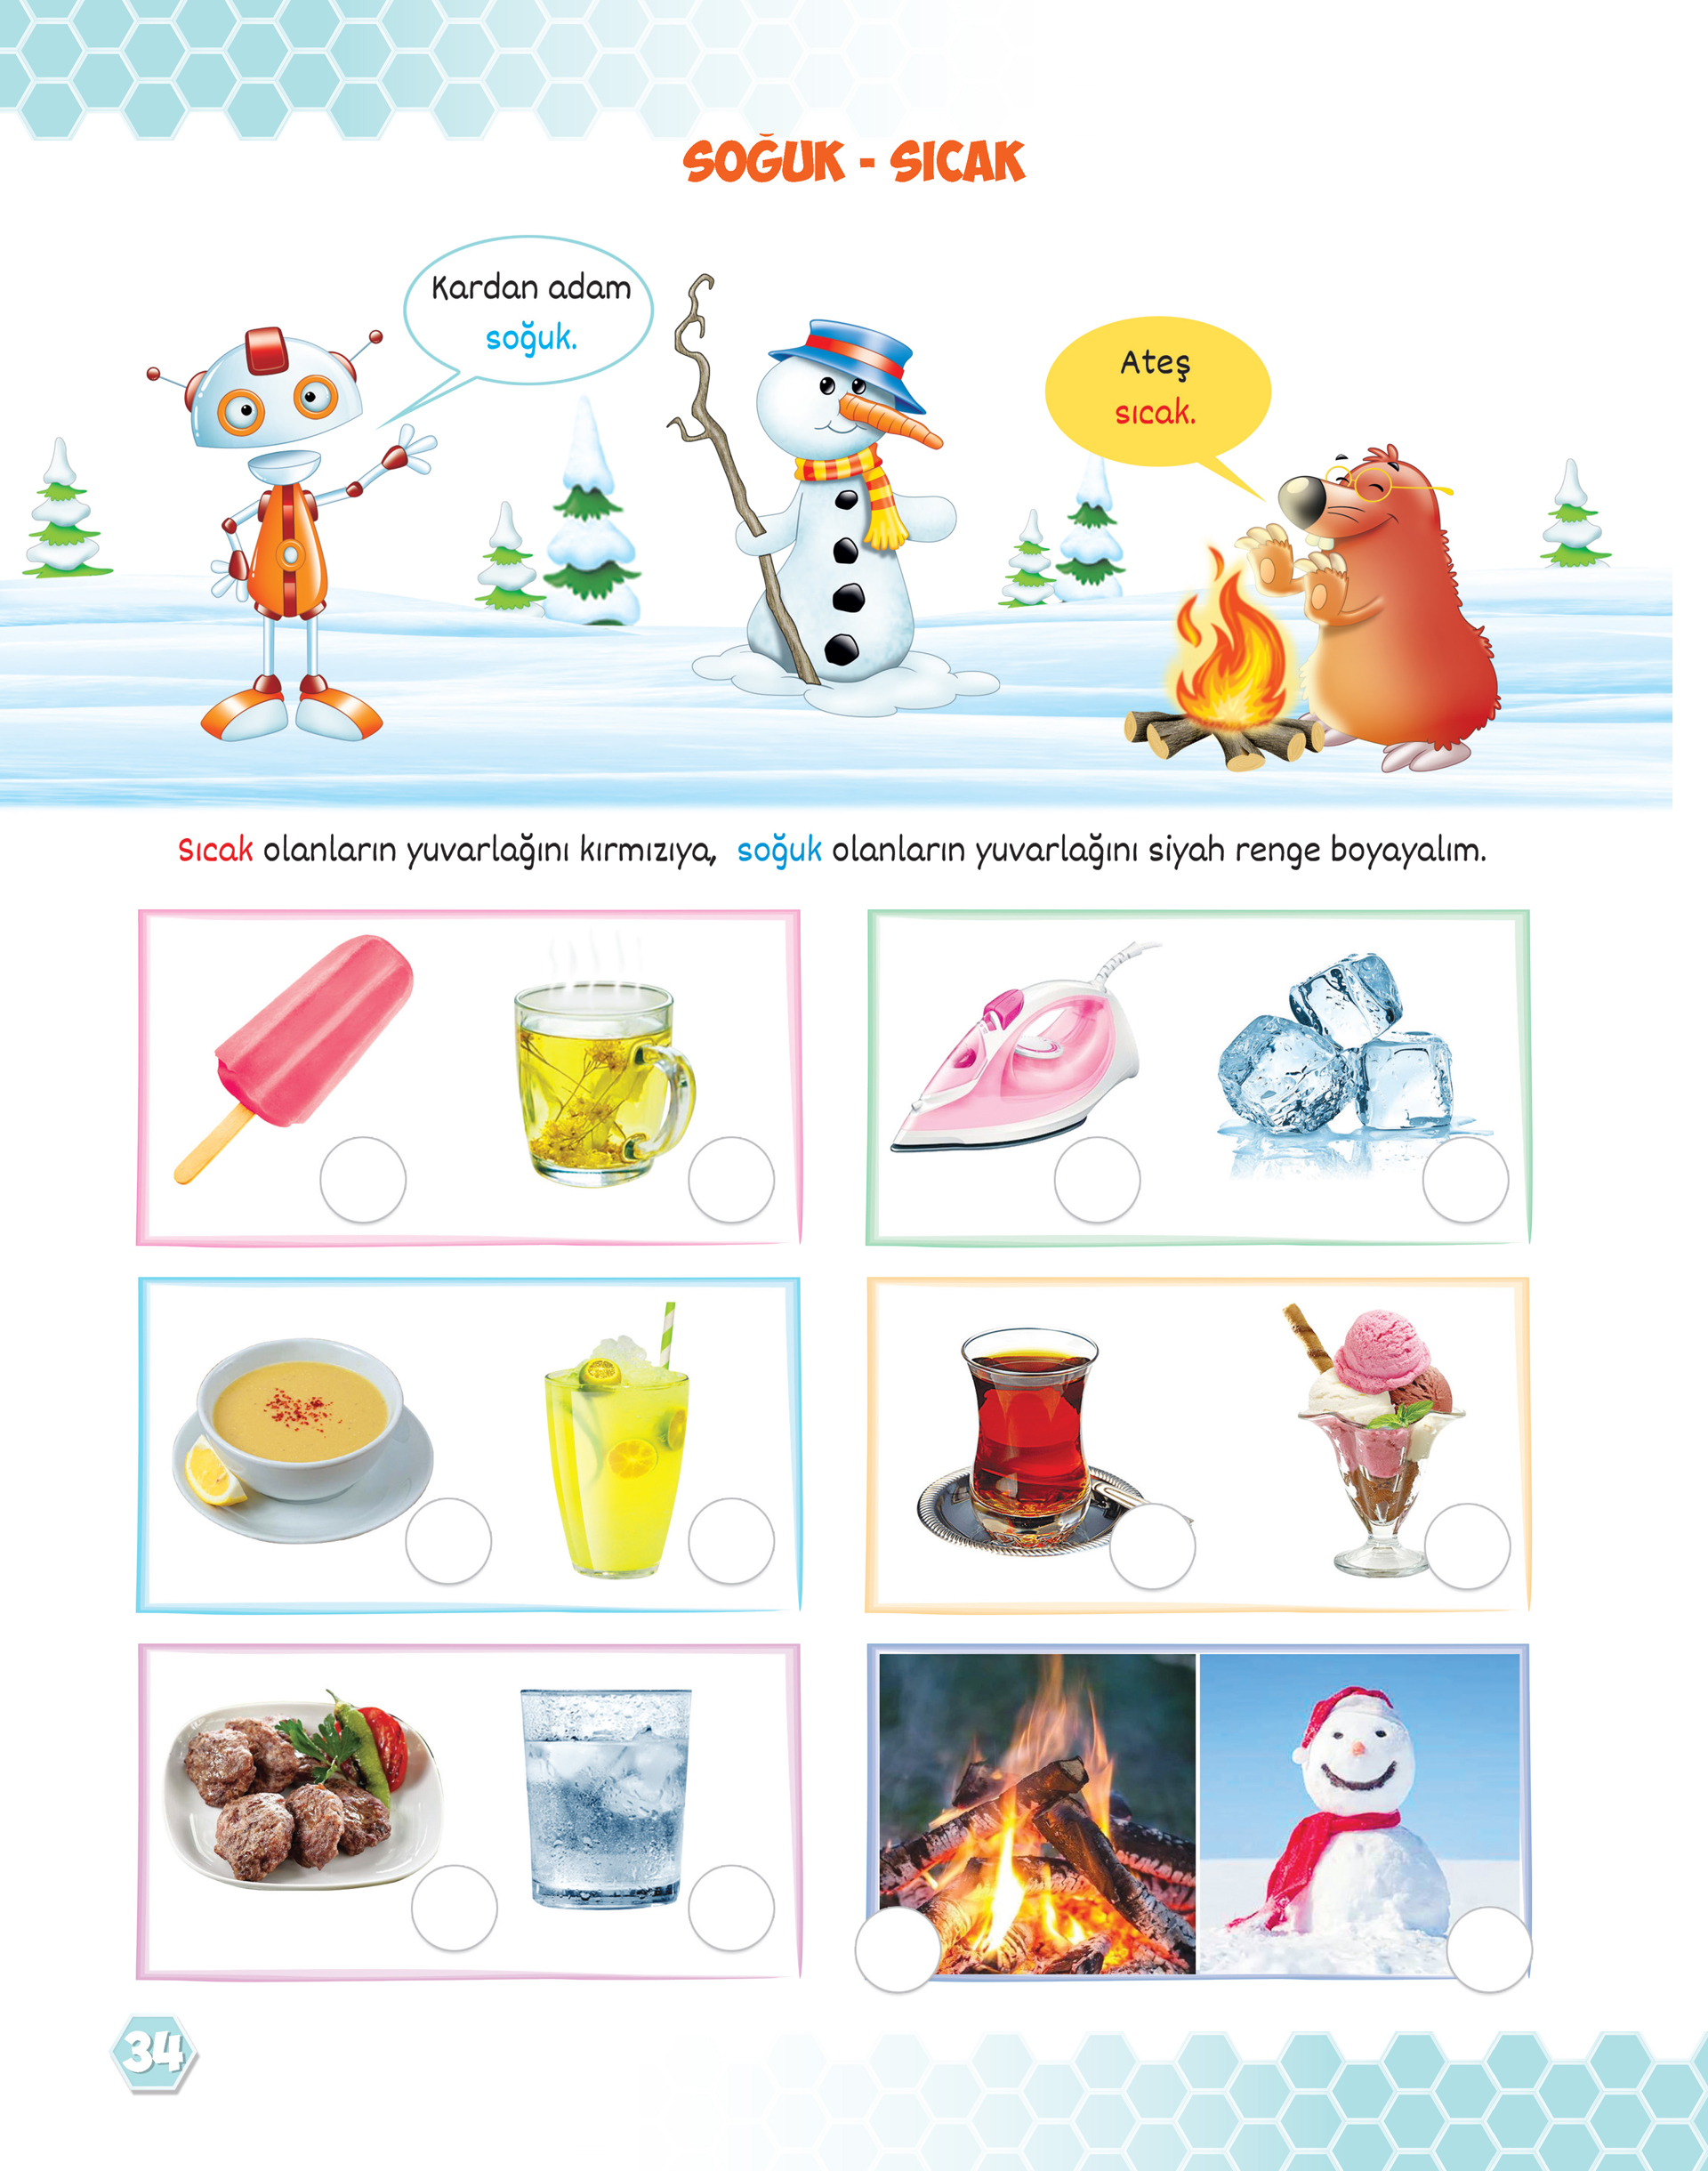 SOĞUK - SICAK
Kardan adam
soğuk.
Ateş
sıcak.
Sıcak olanların yuvarlağını kırmızıya, soğuk olanların yuvarlağını siyah renge boyayalım.
34